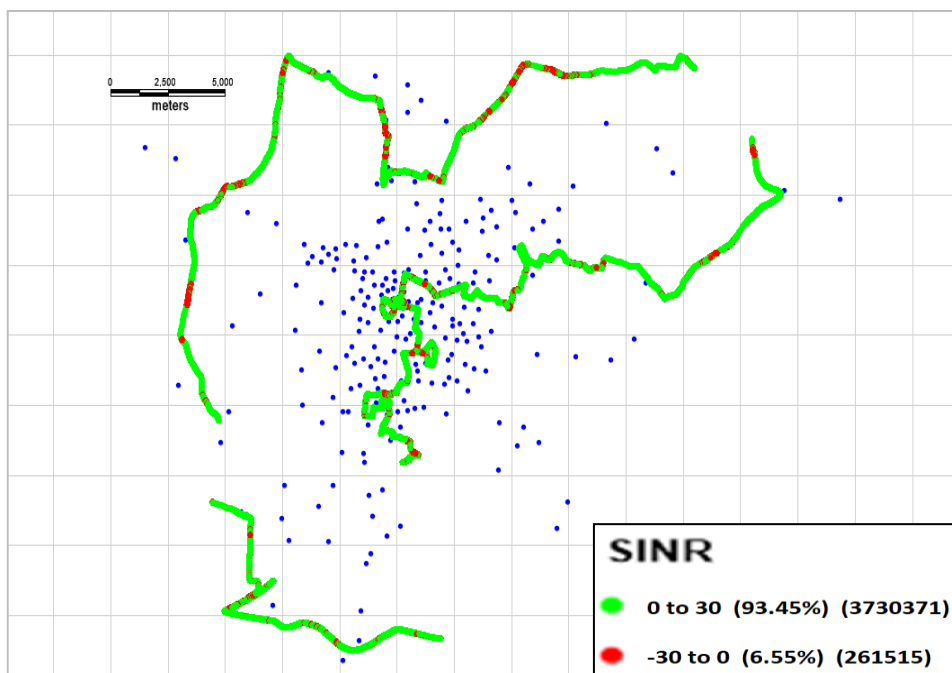 0 2,500 5,000
meters
SINR
0 to 30 (93.45%) (3730371)
-30 to 0 (6.55%) (261515)